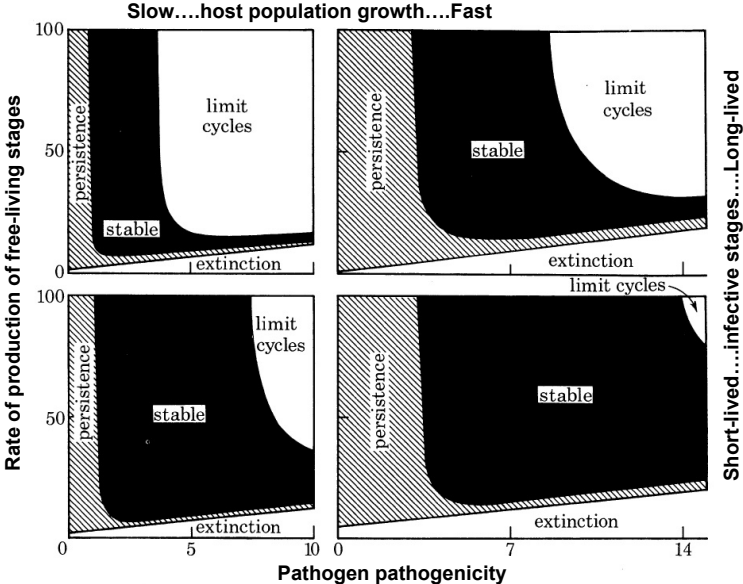 Slow....host population growth....Fast
100
50
0
persistence
stable
limit
cycles
extinction
persistence
stable
limit
cycles
extinction
100
50
0
5
10
persistence
stable
limit
cycles
extinction
limit cycles
persistence
stable
extinction
0
7
14
Rate of production of free-living stages
Short-lived....infective stages....Long-lived
Pathogen pathogenicity